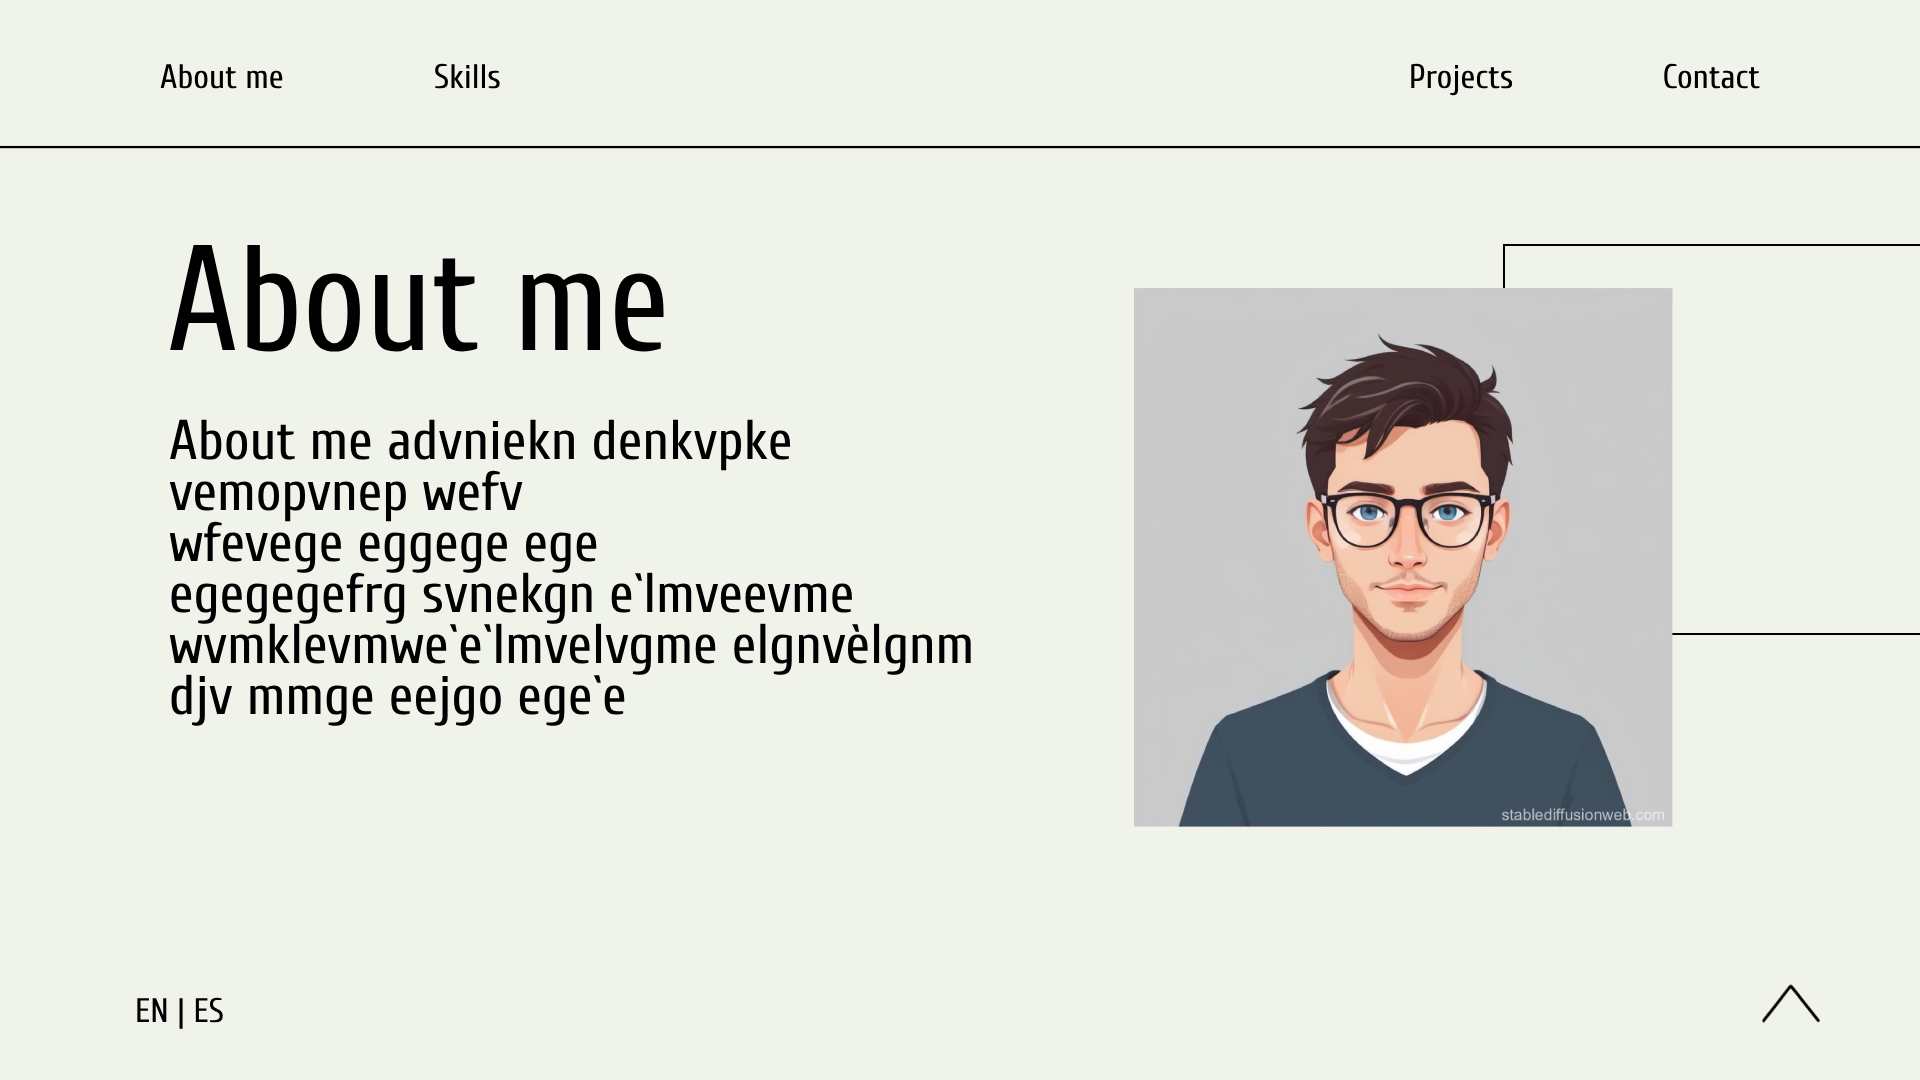 About me
Skills
Projects
Contact
About me
About me advniekn denkvpke
vemopvnep wefv
wfevege eggege ege
egegegefrg svnekgn e`lmveevme
wvmklevmwe`e`lmvelvgme elgnvèlgnm
djv mmge eejgo ege`e
stablediffusionweb.com
EN | ES